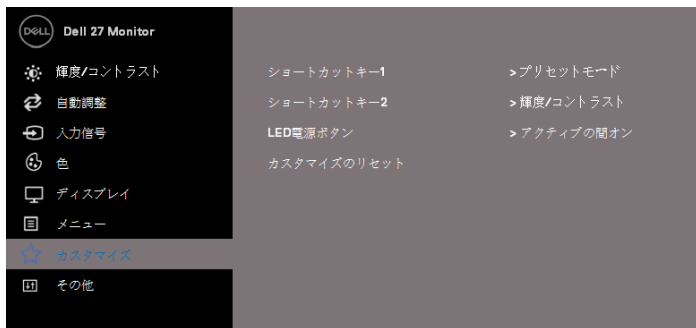 DELL Dell 27 Monitor
輝度/コントラスト
自動調整
入力信号
色
ディスプレイ
メニュー
カスタマイズ
その他
ショートカットキー1 >プリセットモード
ショートカットキー2 >輝度/コントラスト
LED電源ボタン >アクティブの間オン
カスタマイズのリセット